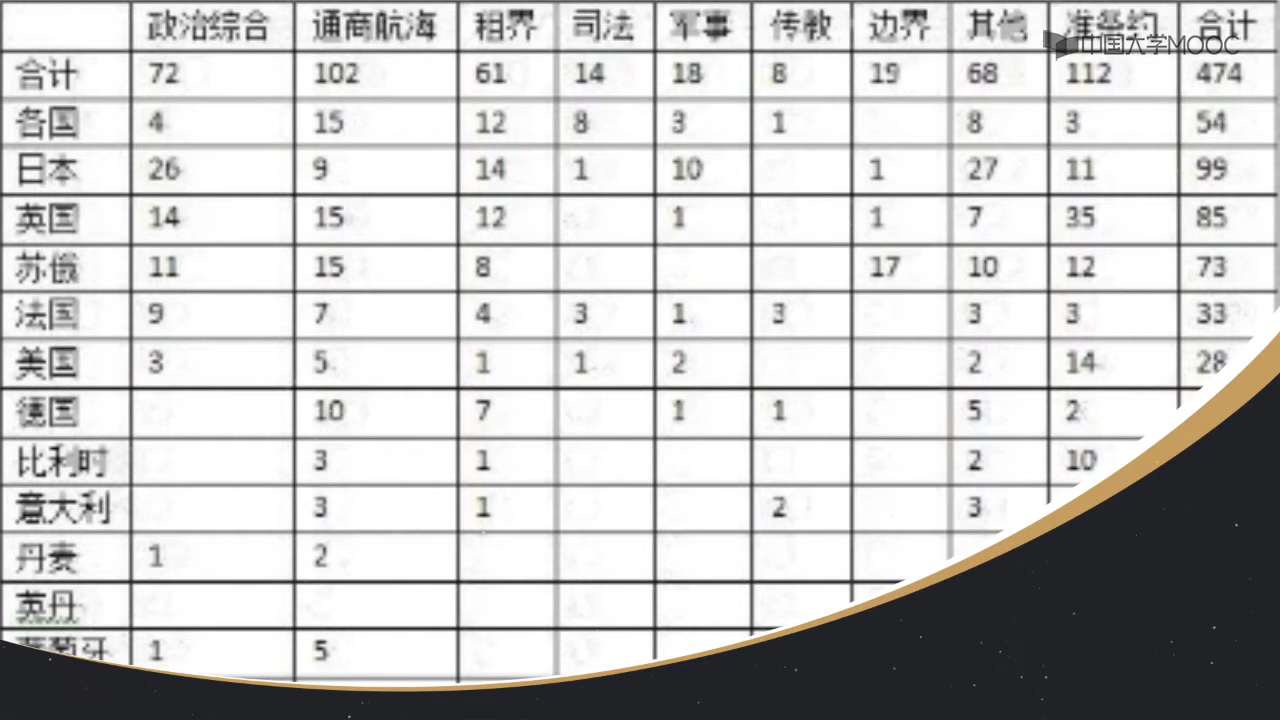 政治综合 通商航海 租界 司法 军事 传教 边界 其他 准备约 合计
中国大学MOOC
合计 72 102 61 14 18 8 19 68 112 474
各国 4 15 12 8 3 1 8 3 54
日本 26 9 14 1 10 1 27 11 99
英国 14 15 12 1 1 7 35 85
苏俄 11 15 8 17 10 12 73
法国 9 7 4 3 1 3 3 3 33
美国 3 5 1 1 2 2 14 28
德国 10 7 1 1 5 2
比利时 3 1 2 10
意大利 3 1 2 3
丹麦 1 2
英丹
葡萄牙 1 5